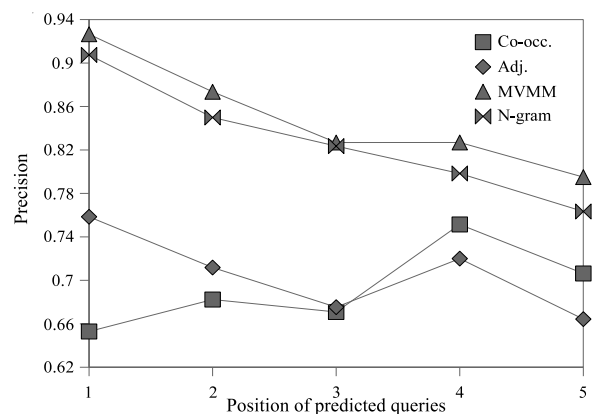 0.94
0.9
0.86
0.82
0.78
0.74
0.7
0.66
0.62
Precision
Co-occ.
Adj.
MVMM
N-gram
1 2 3 4 5
Position of predicted queries